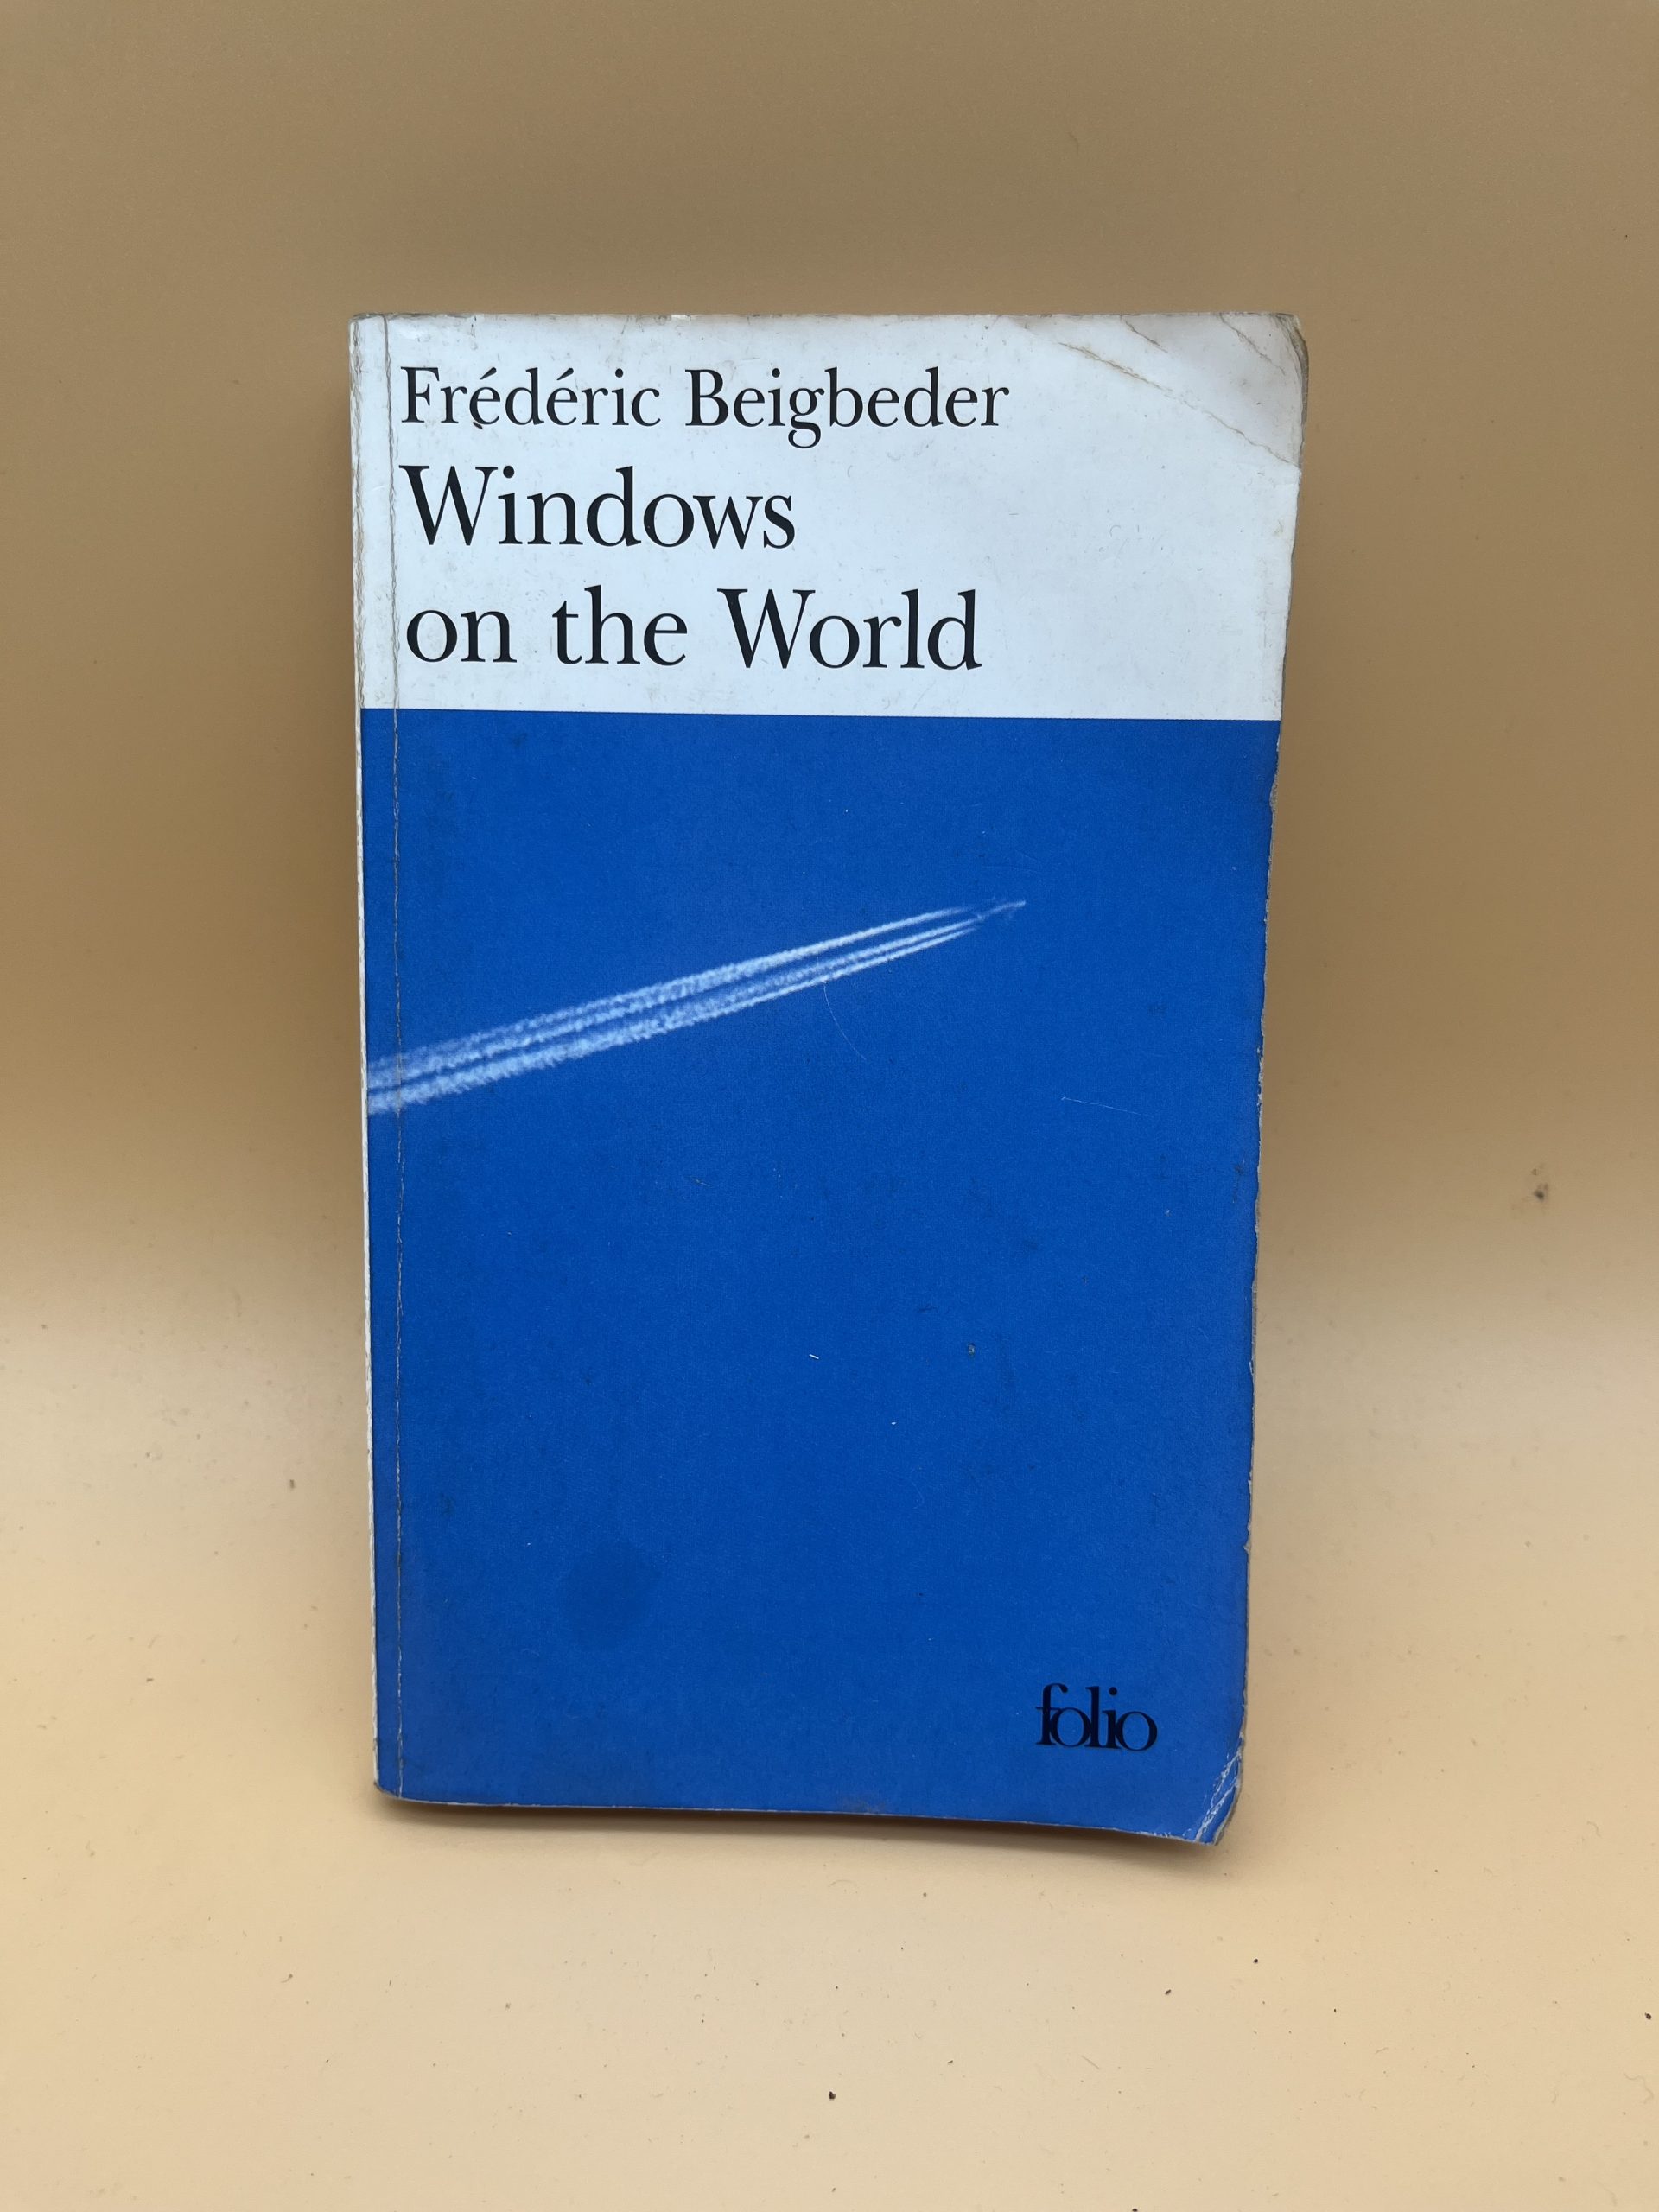 Frédéric Beigbeder
Windows
on the World
folio